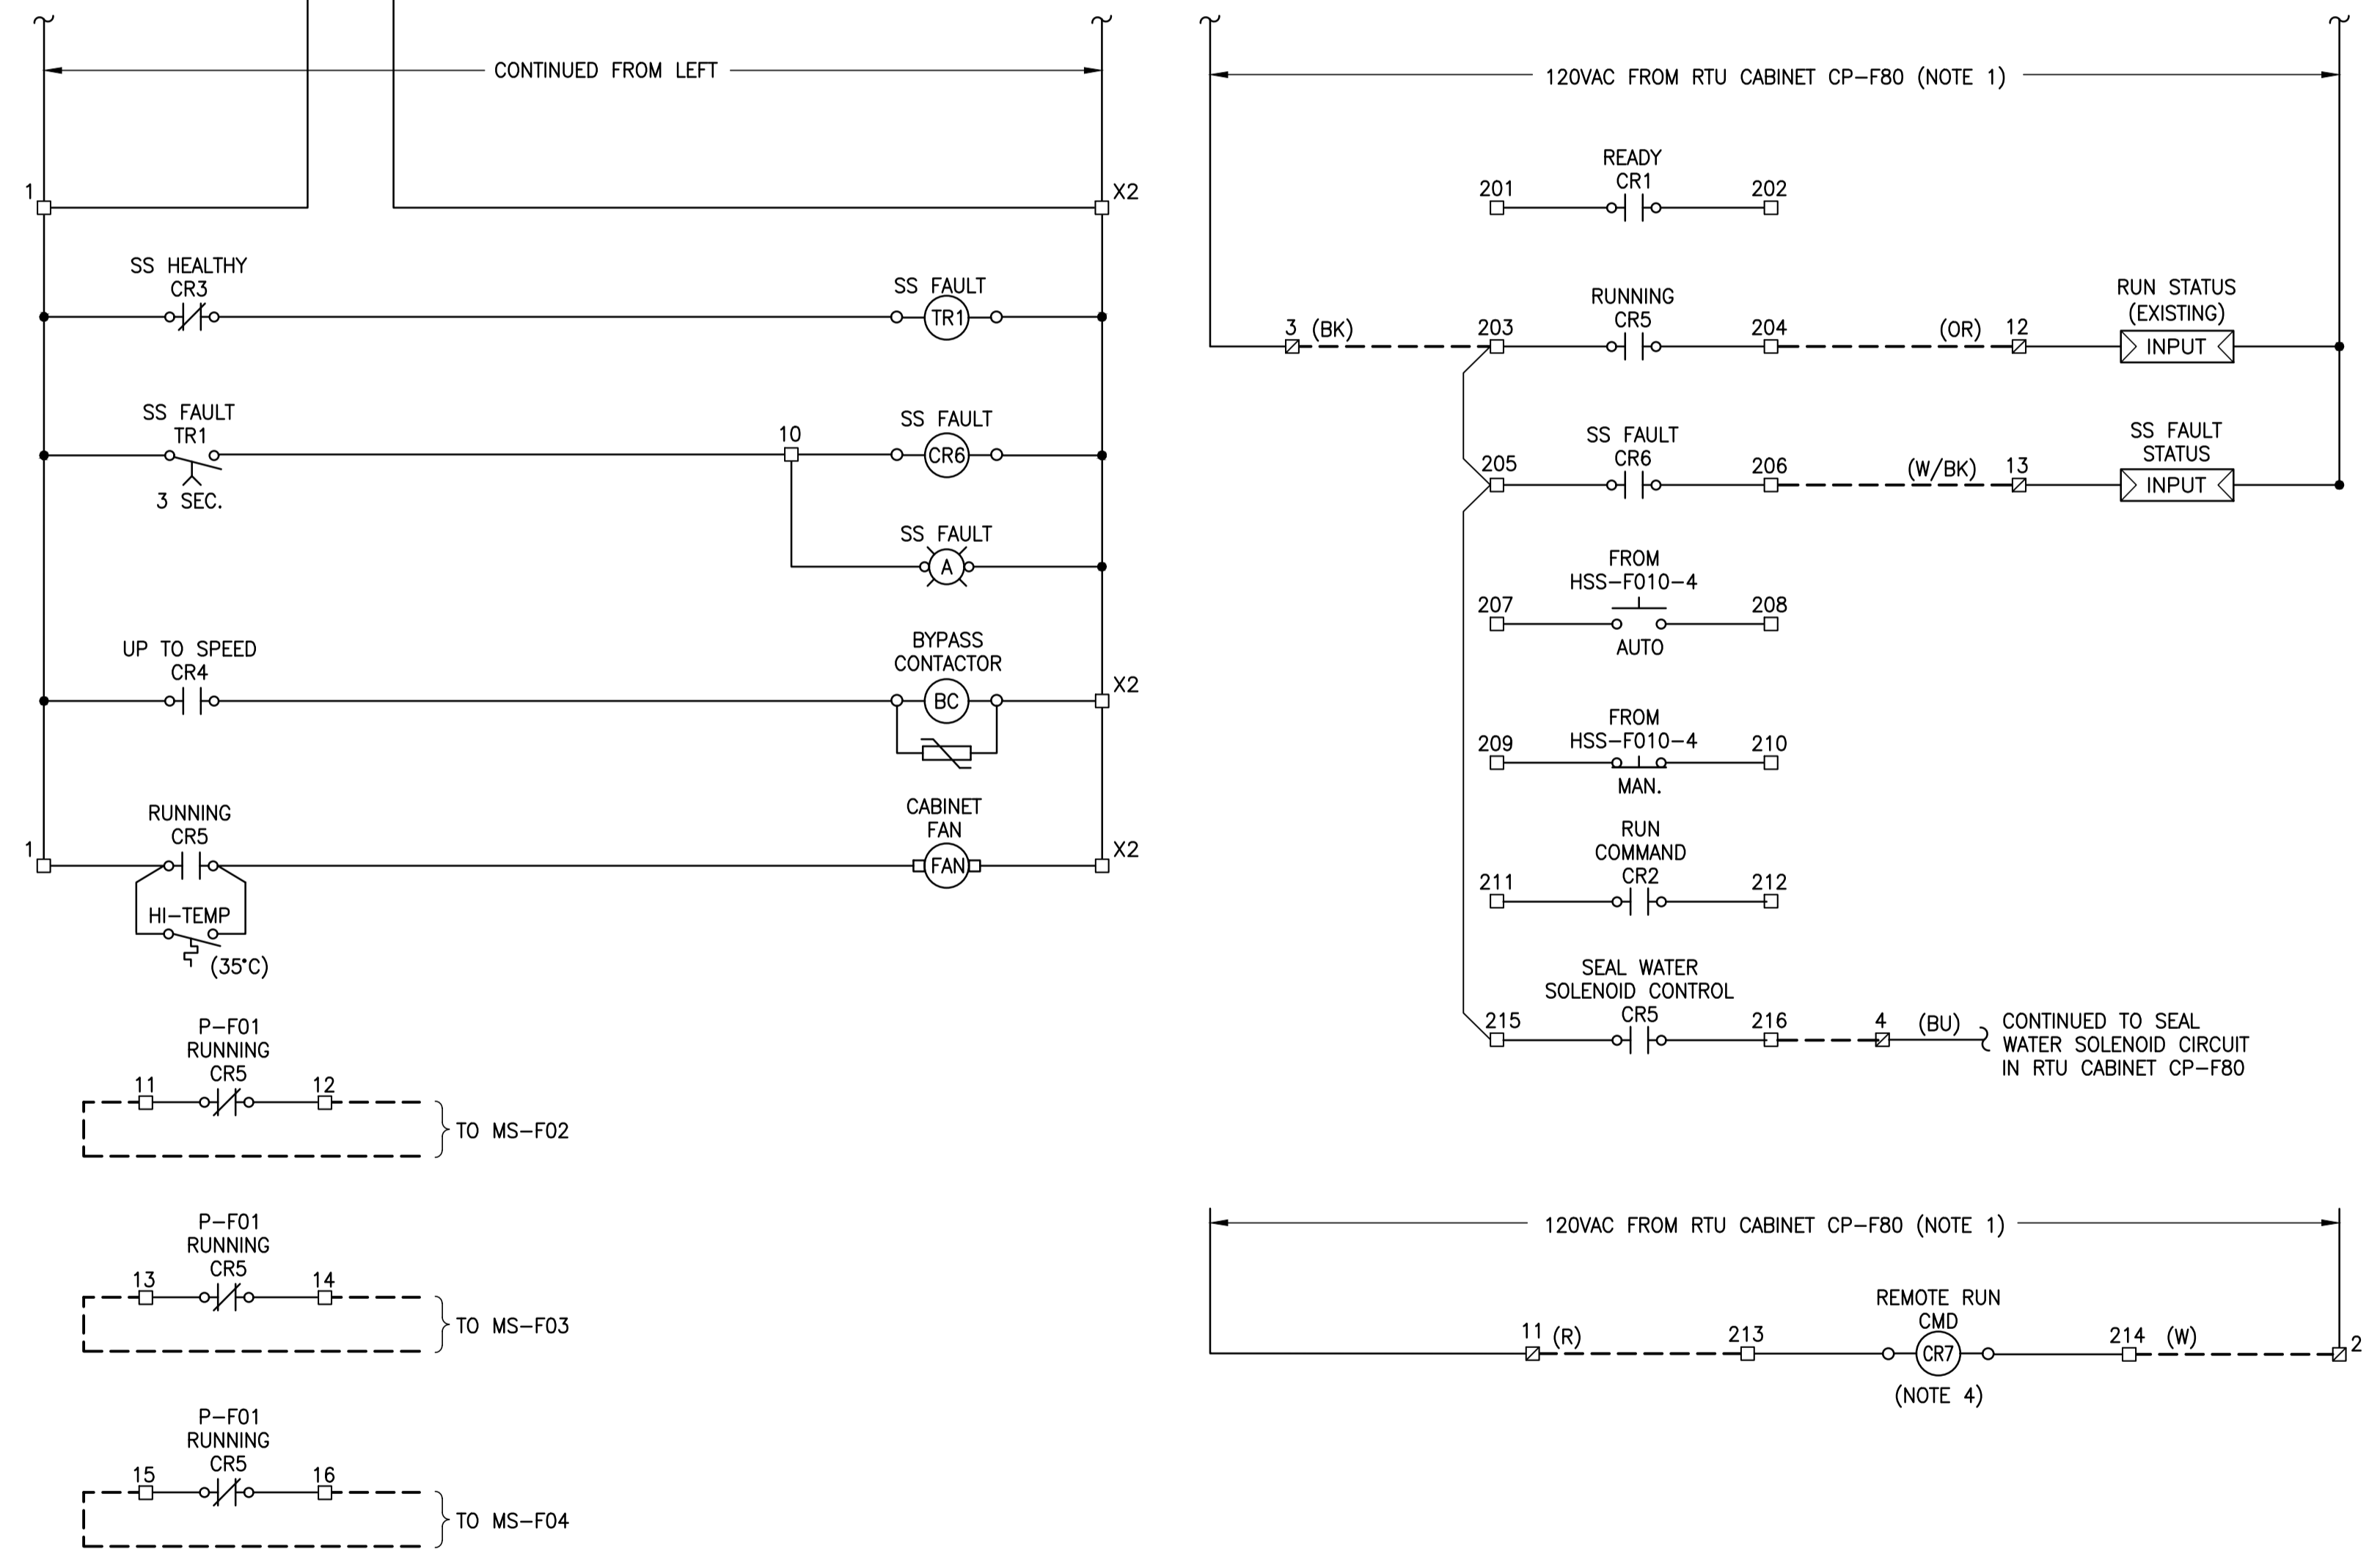 CONTINUED FROM LEFT
1
X2
SS HEALTHY
CR3
SS FAULT
TR1
SS FAULT
TR1
3 SEC.
10
SS FAULT
CR6
SS FAULT
A
UP TO SPEED
CR4
BYPASS
CONTACTOR
BC
X2
RUNNING
CR5
1
CABINET
FAN
FAN
X2
HI-TEMP
(35°C)
P-F01
RUNNING
CR5
11
12
TO MS-F02
P-F01
RUNNING
CR5
13
14
TO MS-F03
P-F01
RUNNING
CR5
15
16
TO MS-F04
120VAC FROM RTU CABINET CP-F80 (NOTE 1)
READY
CR1
201
202
RUNNING
CR5
3 (BK)
203
204
(OR) 12
RUN STATUS
(EXISTING)
INPUT
SS FAULT
CR6
205
206
(W/BK) 13
SS FAULT
STATUS
INPUT
FROM
HSS-F010-4
207
208
AUTO
FROM
HSS-F010-4
209
210
MAN.
RUN
COMMAND
CR2
211
212
SEAL WATER
SOLENOID CONTROL
CR5
215
216
4 (BU)
CONTINUED TO SEAL
WATER SOLENOID CIRCUIT
IN RTU CABINET CP-F80
120VAC FROM RTU CABINET CP-F80 (NOTE 1)
REMOTE RUN
CMD
11 (R)
213
CR7
214 (W)
2
(NOTE 4)